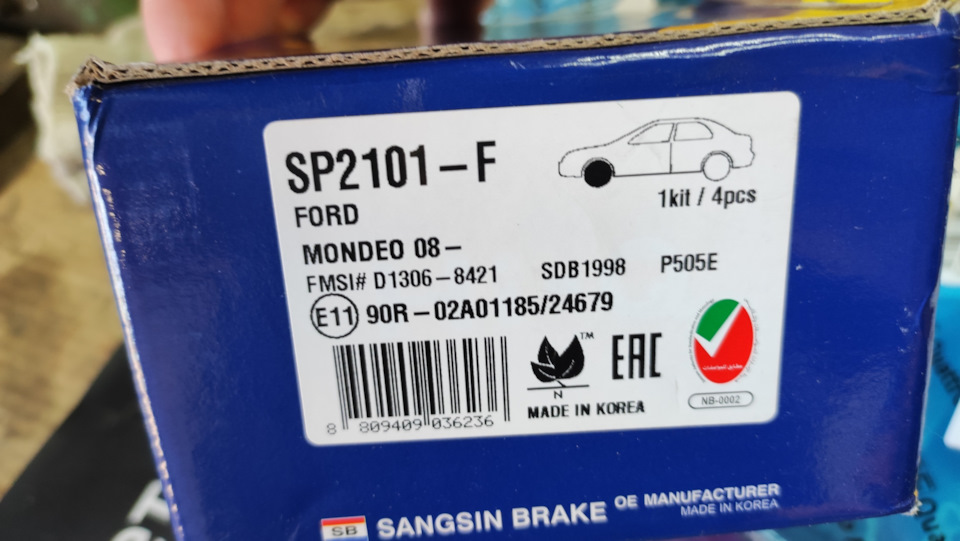 SP2101-F
1kit / 4pcs
FORD
MONDEO 08-
FMSI# D1306-8421 SDB1998 P505E
E11 90R-02A01185/24679
TM
EAC
N
MADE IN KOREA
NB-0002
8 809409 036236
SB SANGSIN BRAKE OE MANUFACTURER
MADE IN KOREA